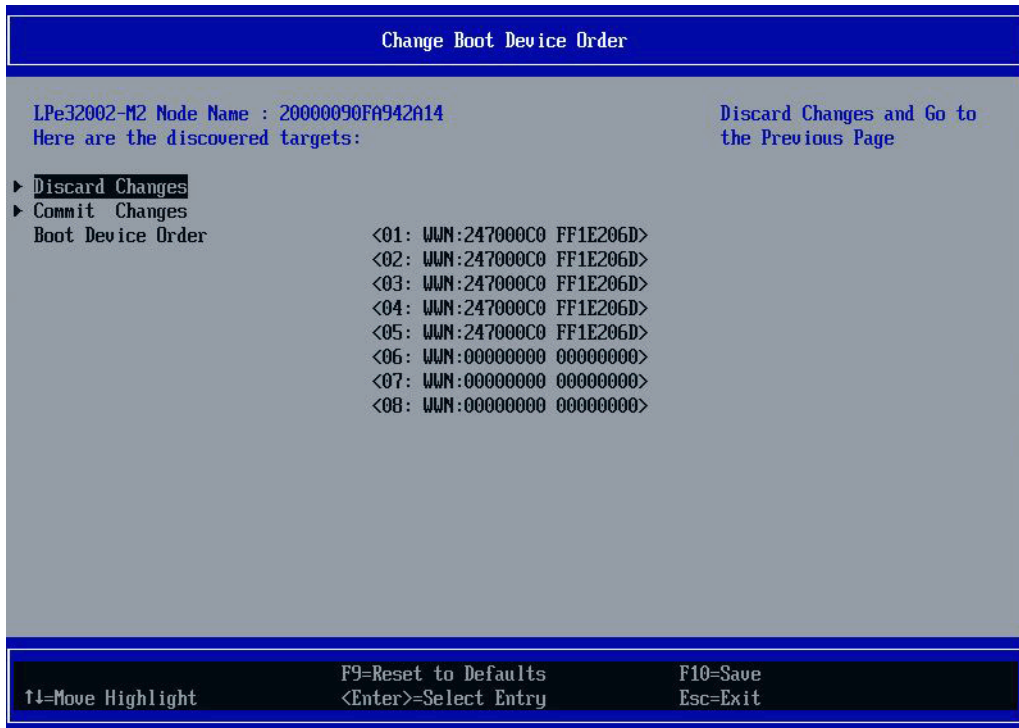 Change Boot Device Order
LPe32002-M2 Node Name : 20000090FA942A14
Here are the discovered targets:
Discard Changes and Go to
the Previous Page
Discard Changes
Commit  Changes
Boot Device Order
<01: WWN:247000C0 FF1E206D>
<02: WWN:247000C0 FF1E206D>
<03: WWN:247000C0 FF1E206D>
<04: WWN:247000C0 FF1E206D>
<05: WWN:247000C0 FF1E206D>
<06: WWN:00000000 00000000>
<07: WWN:00000000 00000000>
<08: WWN:00000000 00000000>
F9=Reset to Defaults F10=Save
↑↓=Move Highlight <Enter>=Select Entry Esc=Exit